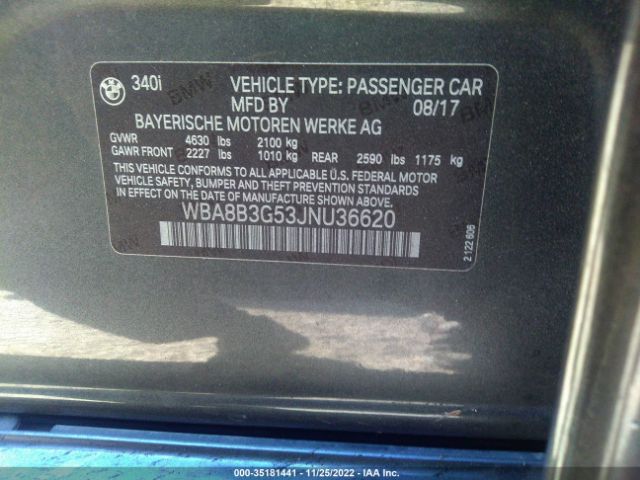 340i VEHICLE TYPE: PASSENGER CAR
MFD BY 08/17
BAYERISCHE MOTOREN WERKE AG
GVWR 4630 lbs 2100 kg
GAWR FRONT 2227 lbs 1010 kg REAR 2590 lbs 1175 kg
THIS VEHICLE CONFORMS TO ALL APPLICABLE U.S. FEDERAL MOTOR
VEHICLE SAFETY, BUMPER AND THEFT PREVENTION STANDARDS IN
EFFECT ON THE DATE OF MANUFACTURE SHOWN ABOVE.
WBA8B3G53JNU36620
2 122 606
000-35181441 - 11/25/2022 - IAA Inc.